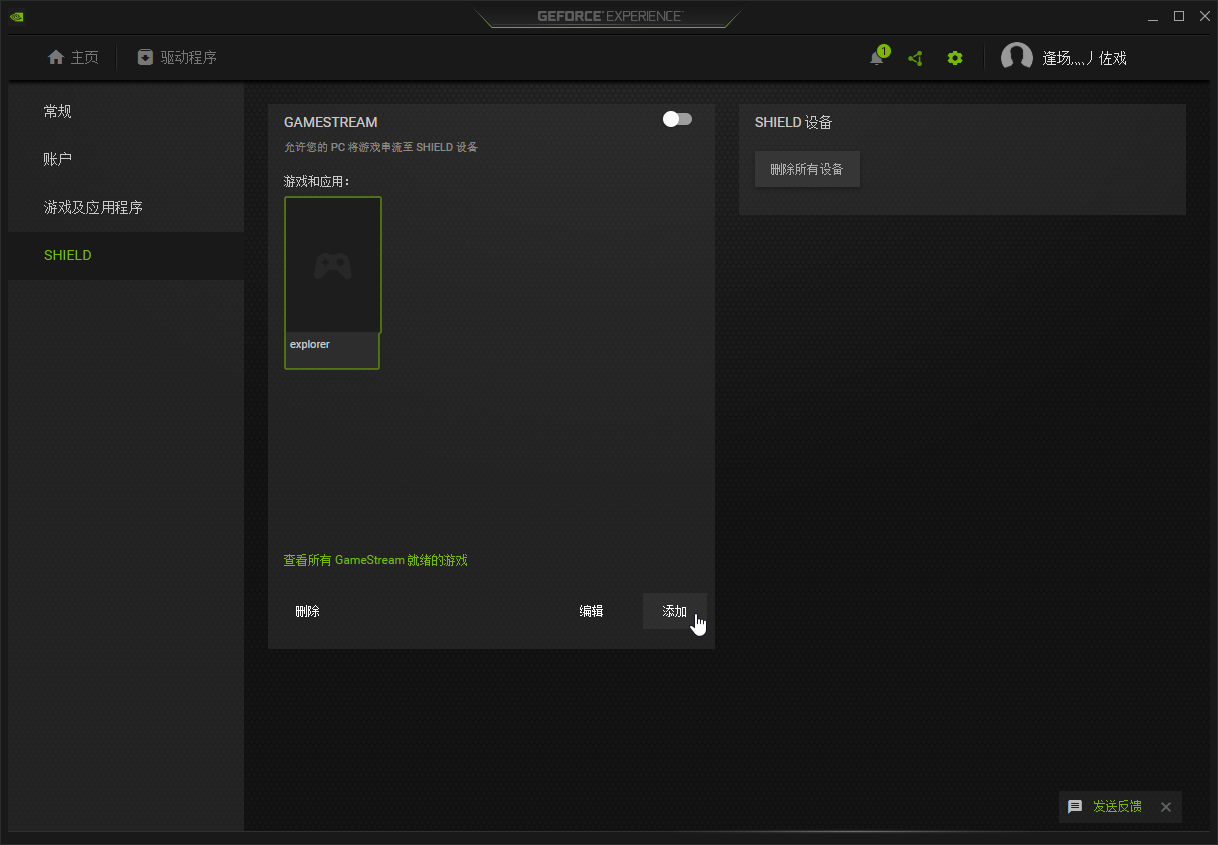 GEFORCE EXPERIENCE
主页
驱动程序
1
逢场灬丿佐戏
常规
账户
游戏及应用程序
SHIELD
GAMESTREAM
允许您的 PC 将游戏串流至 SHIELD 设备
游戏和应用:
explorer
查看所有 GameStream 就绪的游戏
删除
编辑
添加
SHIELD 设备
删除所有设备
发送反馈